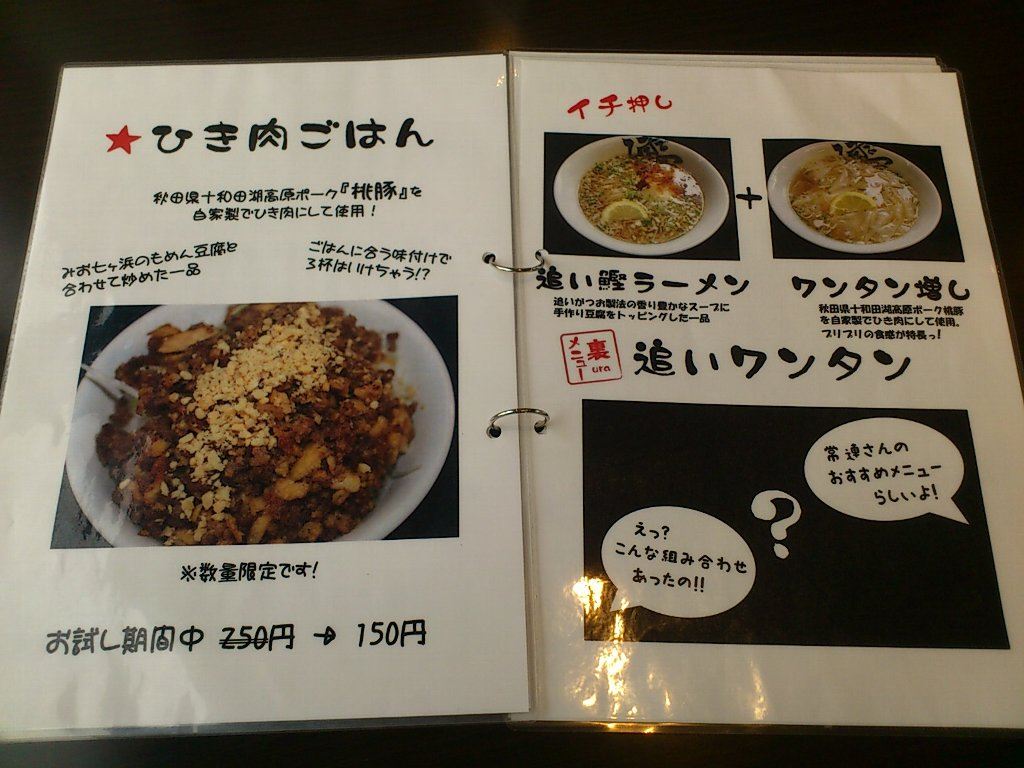 ★ひき肉ごはん
秋田県十和田湖高原ポーク『桃豚』を
自家製でひき肉にして使用！
みお七ヶ浜のもめん豆腐と
合わせて炒めた一品
ごはんに合う味付けで
3杯はいけちゃう!?
※数量限定です!
お試し期間中 250円 → 150円
イチ押し
+
追い鰹ラーメン
追いがつお製法の香り豊かなスープに
手作り豆腐をトッピングした一品
ワンタン増し
秋田県十和田湖高原ポーク桃豚
を自家製でひき肉にして使用。
プリプリの食感が特長っ!
裏メニュー
ura
追いワンタン
常連さんの
おすすめメニュー
らしいよ!
?
えっ?
こんな組み合わせ
あったの!!